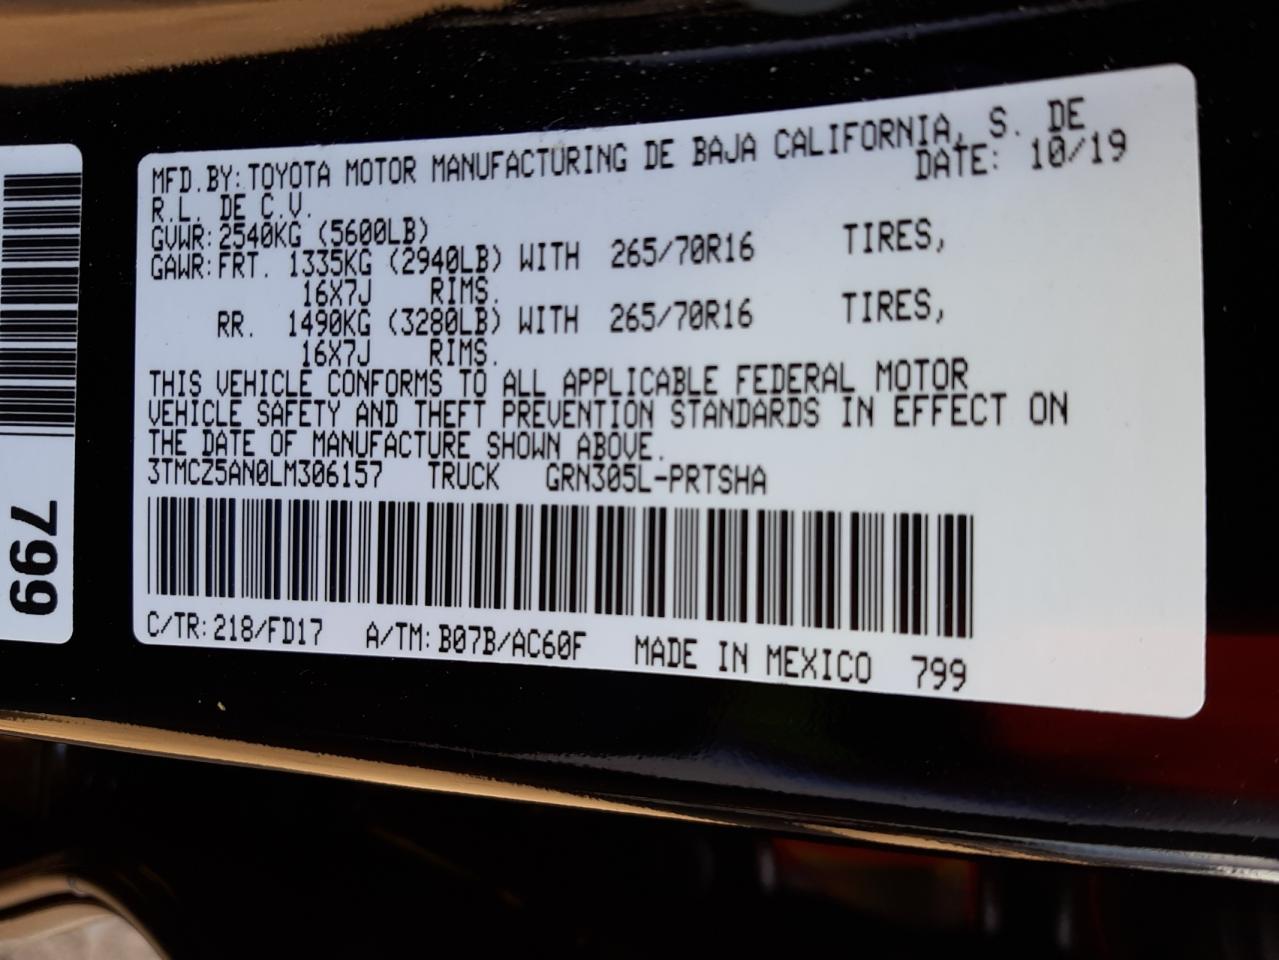 MFD.BY:TOYOTA MOTOR MANUFACTURING DE BAJA CALIFORNIA, S. DE
R.L. DE C.V. DATE: 10/19
GVWR:2540KG (5600LB)
GAWR:FRT. 1335KG (2940LB) WITH 265/70R16 TIRES,
16X7J RIMS.
RR. 1490KG (3280LB) WITH 265/70R16 TIRES,
16X7J RIMS.
THIS VEHICLE CONFORMS TO ALL APPLICABLE FEDERAL MOTOR
VEHICLE SAFETY AND THEFT PREVENTION STANDARDS IN EFFECT ON
THE DATE OF MANUFACTURE SHOWN ABOVE.
3TMCZ5AN0LM306157 TRUCK GRN305L-PRTSHA
C/TR:218/FD17 A/TM:B07B/AC60F MADE IN MEXICO 799
799